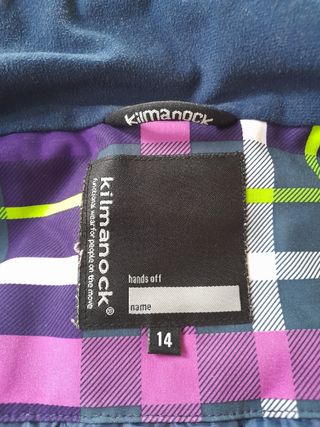 kilmanock
kilmanock®
functional wear for people on the move
hands off
name
14